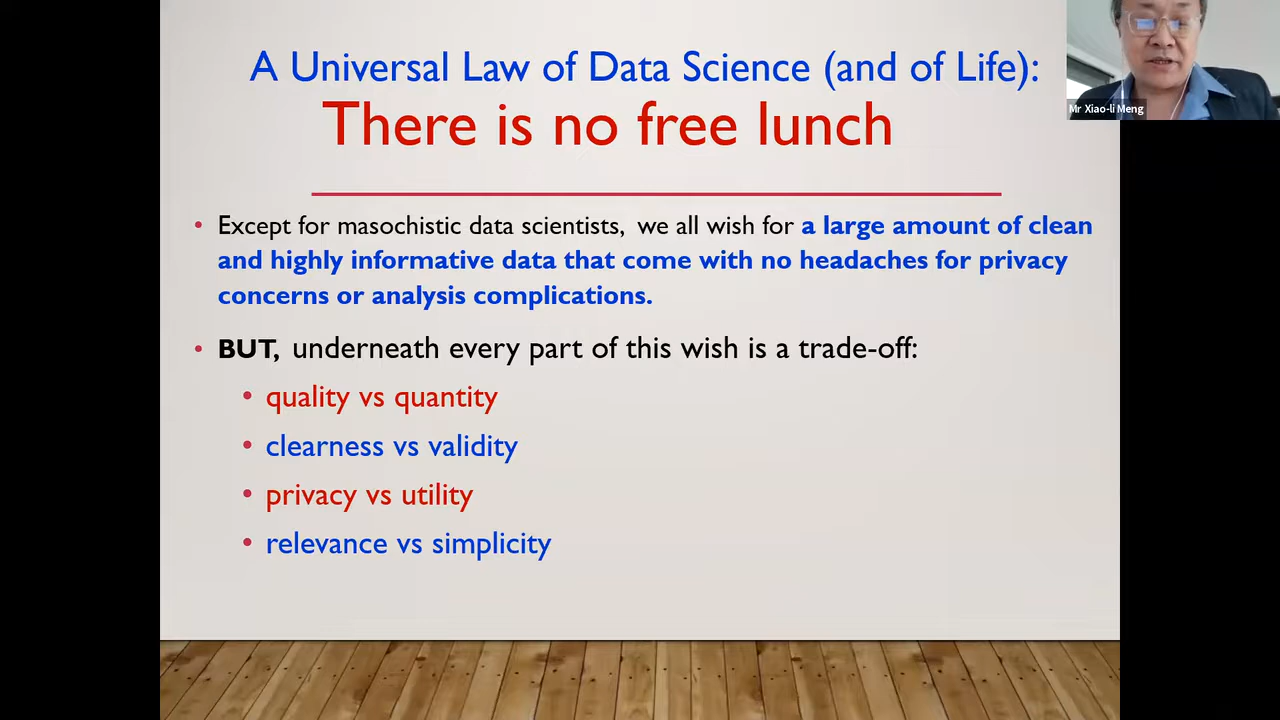 A Universal Law of Data Science (and of Life):
There is no free lunch
Mr Xiao-li Meng
• Except for masochistic data scientists, we all wish for a large amount of clean
and highly informative data that come with no headaches for privacy
concerns or analysis complications.
• BUT, underneath every part of this wish is a trade-off:
• quality vs quantity
• clearness vs validity
• privacy vs utility
• relevance vs simplicity